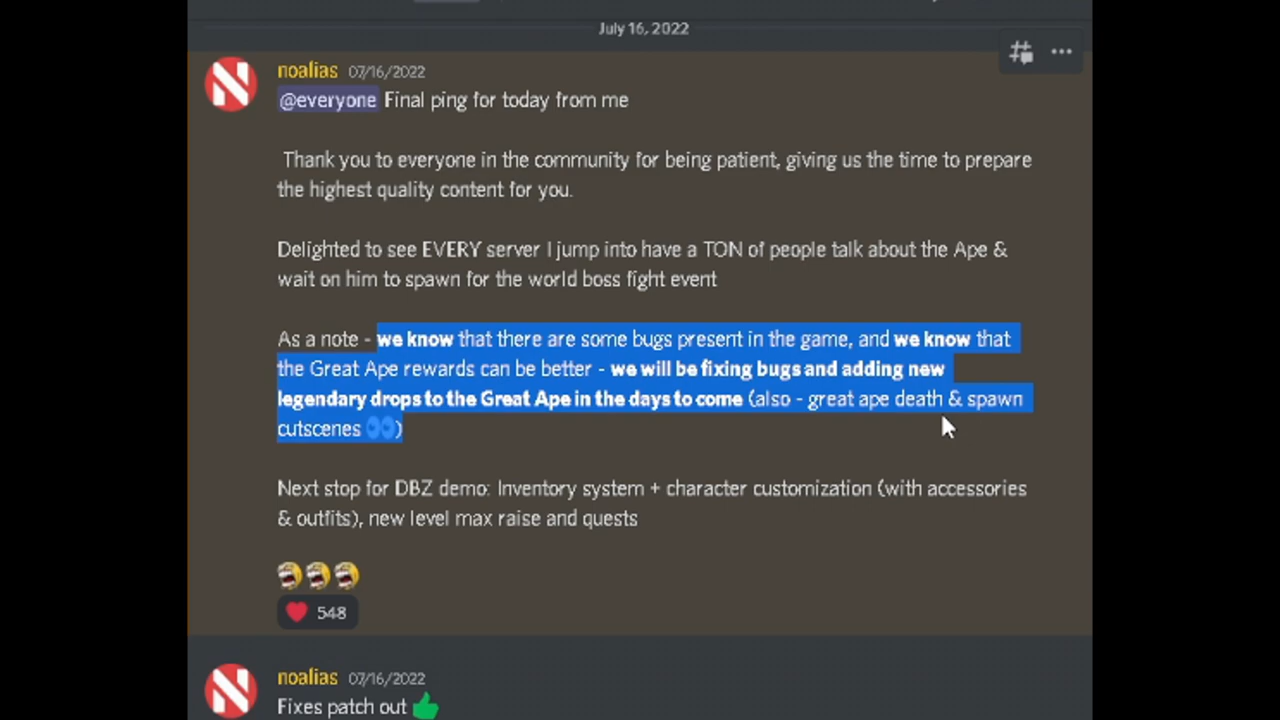 July 16, 2022
noalias 07/16/2022
@everyone Final ping for today from me
Thank you to everyone in the community for being patient, giving us the time to prepare
the highest quality content for you.
Delighted to see EVERY server I jump into have a TON of people talk about the Ape &
wait on him to spawn for the world boss fight event
As a note - we know that there are some bugs present in the game, and we know that
the Great Ape rewards can be better - we will be fixing bugs and adding new
legendary drops to the Great Ape in the days to come (also - great ape death & spawn
cutscenes 👀)
Next stop for DBZ demo: Inventory system + character customization (with accessories
& outfits), new level max raise and quests
548
noalias 07/16/2022
Fixes patch out 👍